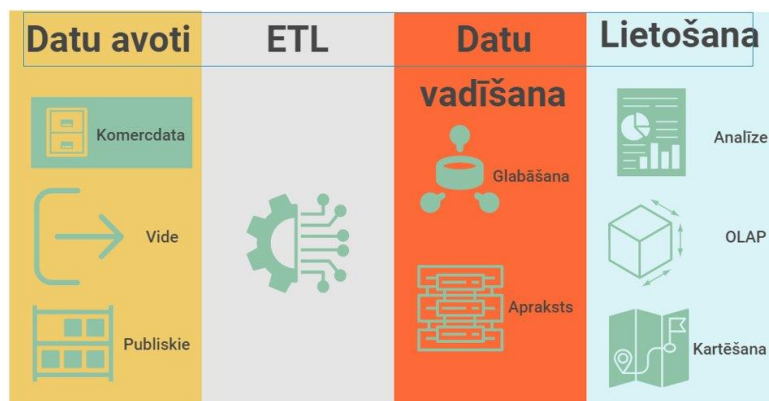 Datu avoti
Komercdata
Vide
Publiskie
ETL
Datu
vadīšana
Glabāšana
Apraksts
Lietošana
Analīze
OLAP
Kartēšana